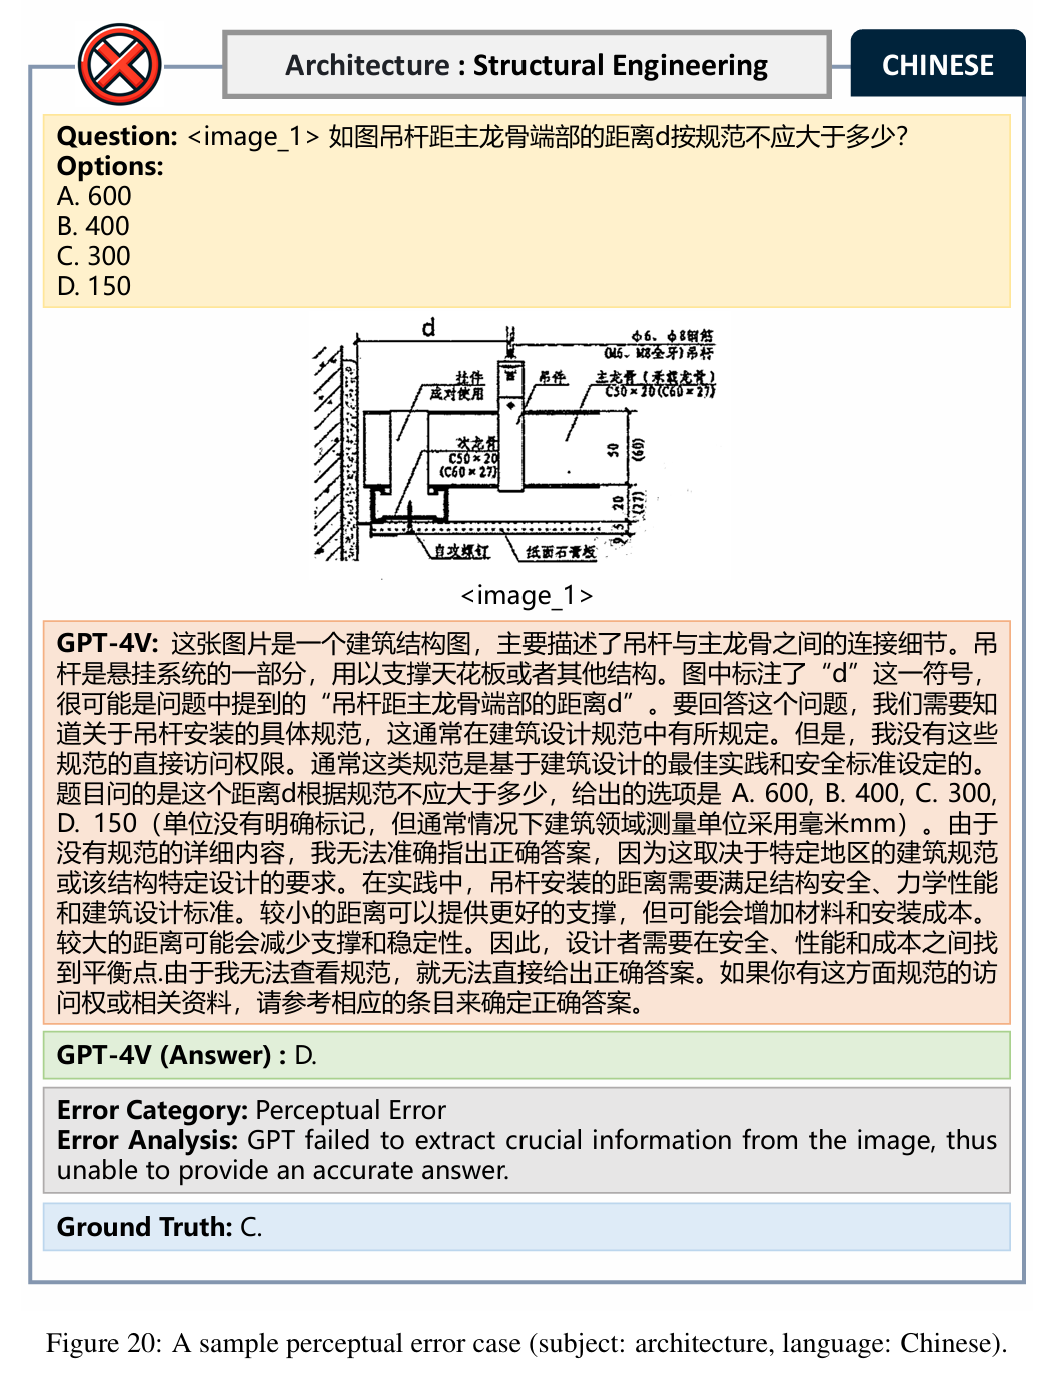 Architecture : Structural Engineering
CHINESE
Question: <image_1> 如图吊杆距主龙骨端部的距离d按规范不应大于多少?
Options:
A. 600
B. 400
C. 300
D. 150
d
ϕ6、ϕ8钢筋
(M6、M8全牙)吊杆
挂件
成对使用
吊件
主龙骨(承载龙骨)
C50×20(C60×27)
次龙骨
C50×20
(C60×27)
50
(60)
20
(27)
9.5
自攻螺钉
纸面石膏板
<image_1>
GPT-4V: 这张图片是一个建筑结构图，主要描述了吊杆与主龙骨之间的连接细节。吊
杆是悬挂系统的一部分，用以支撑天花板或者其他结构。图中标注了“d”这一符号，
很可能是问题中提到的“吊杆距主龙骨端部的距离d”。要回答这个问题，我们需要知
道关于吊杆安装的具体规范，这通常在建筑设计规范中有所规定。但是，我没有这些
规范的直接访问权限。通常这类规范是基于建筑设计的最佳实践和安全标准设定的。
题目问的是这个距离d根据规范不应大于多少，给出的选项是 A. 600, B. 400, C. 300,
D. 150（单位没有明确标记，但通常情况下建筑领域测量单位采用毫米mm）。由于
没有规范的详细内容，我无法准确指出正确答案，因为这取决于特定地区的建筑规范
或该结构特定设计的要求。在实践中，吊杆安装的距离需要满足结构安全、力学性能
和建筑设计标准。较小的距离可以提供更好的支撑，但可能会增加材料和安装成本。
较大的距离可能会减少支撑和稳定性。因此，设计者需要在安全、性能和成本之间找
到平衡点.由于我无法查看规范，就无法直接给出正确答案。如果你有这方面规范的访
问权或相关资料，请参考相应的条目来确定正确答案。
GPT-4V (Answer) : D.
Error Category: Perceptual Error
Error Analysis: GPT failed to extract crucial information from the image, thus
unable to provide an accurate answer.
Ground Truth: C.
Figure 20: A sample perceptual error case (subject: architecture, language: Chinese).